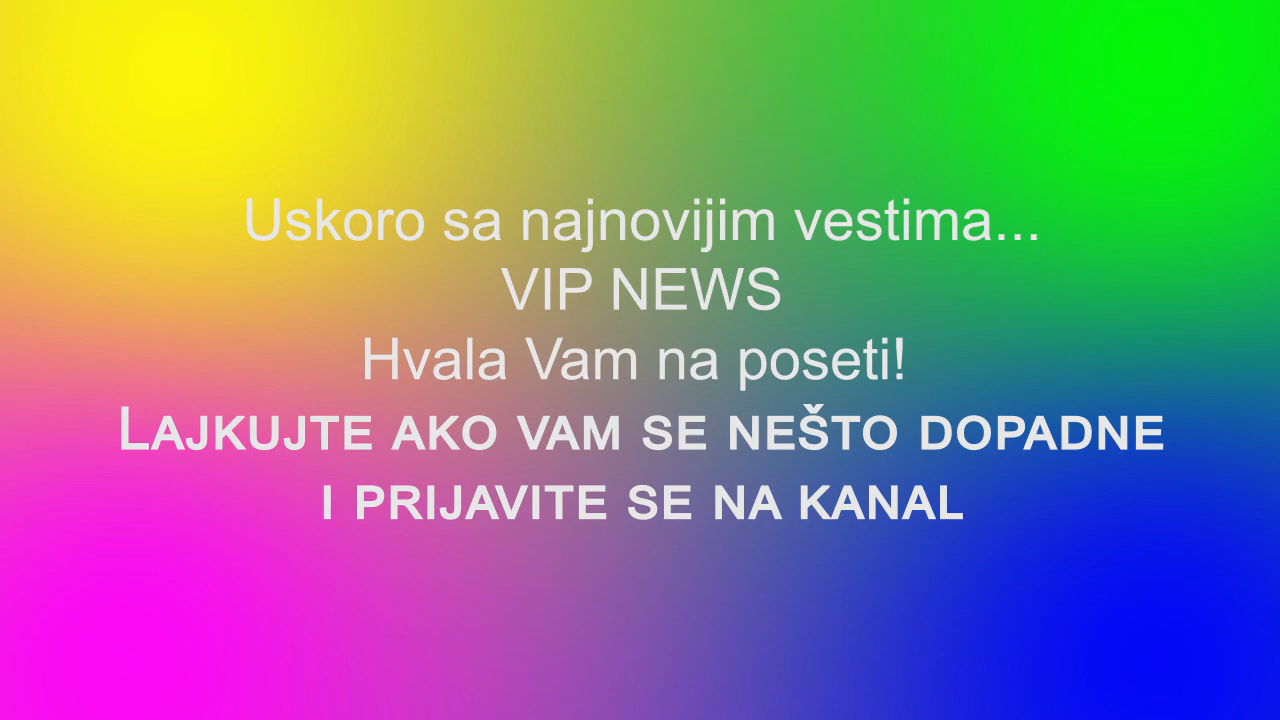 Uskoro sa najnovijim vestima...
VIP NEWS
Hvala Vam na poseti!
Lajkujte ako vam se nešto dopadne
i prijavite se na kanal